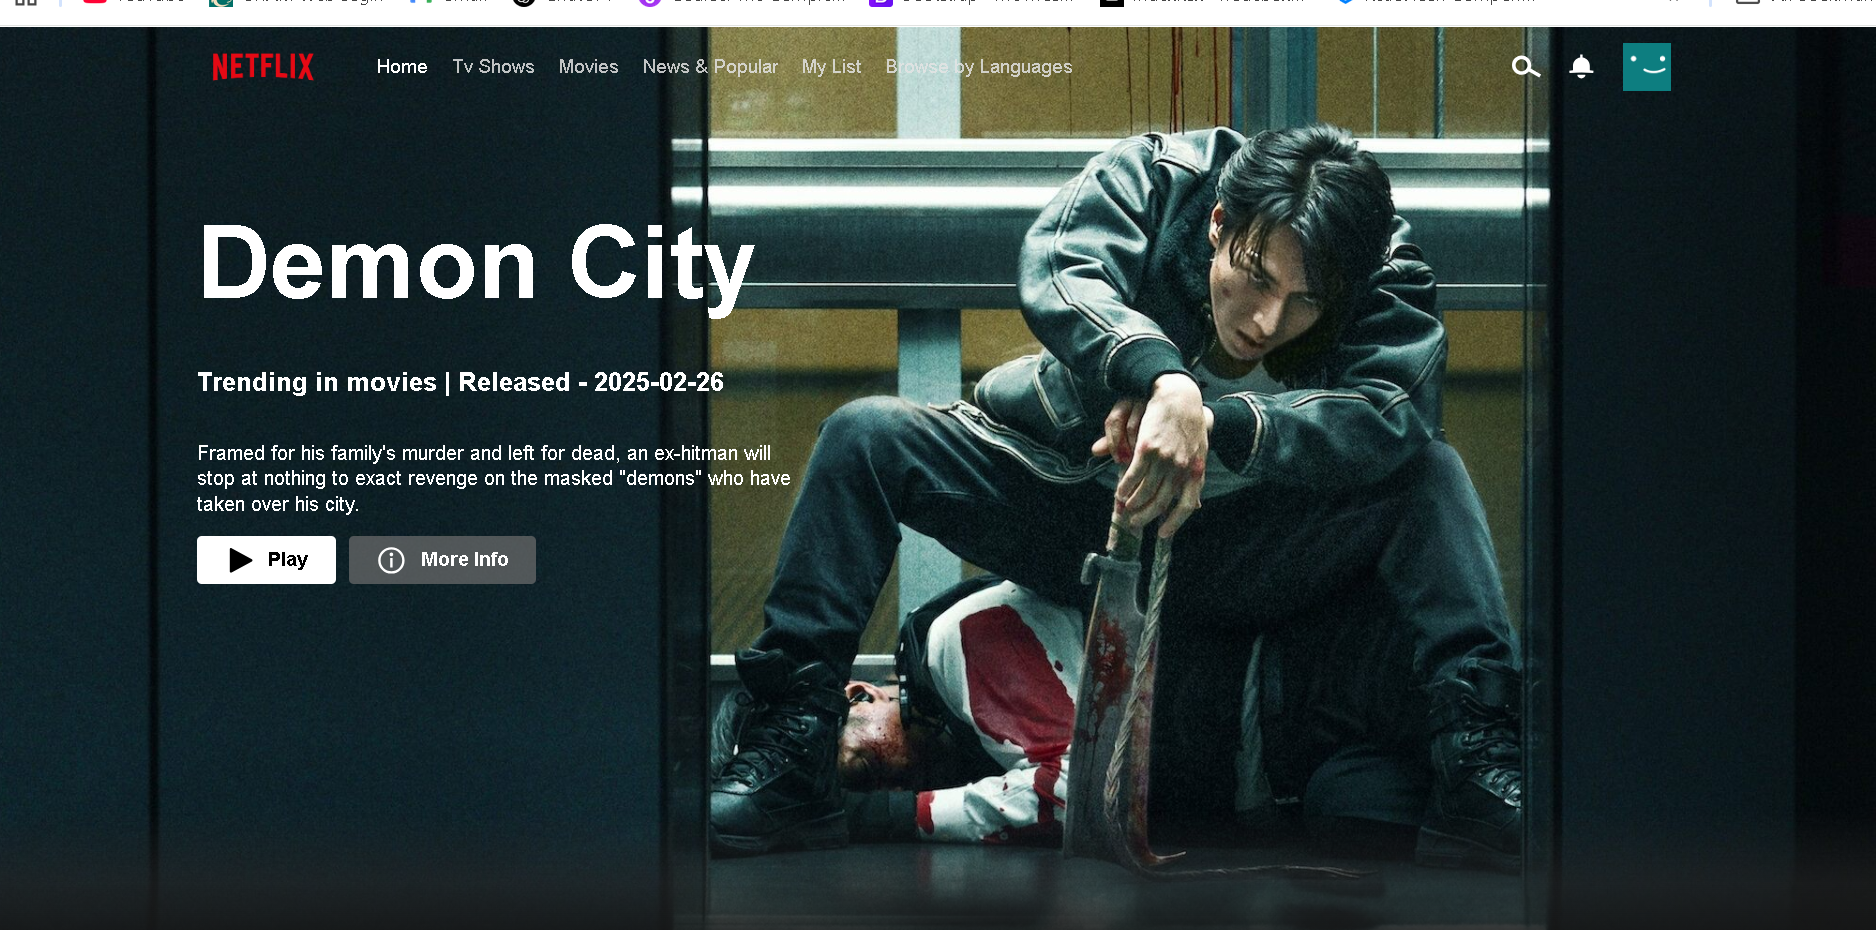 NETFLIX Home Tv Shows Movies News & Popular My List Browse by Languages
Demon City
Trending in movies | Released - 2025-02-26
Framed for his family's murder and left for dead, an ex-hitman will
stop at nothing to exact revenge on the masked "demons" who have
taken over his city.
Play More Info